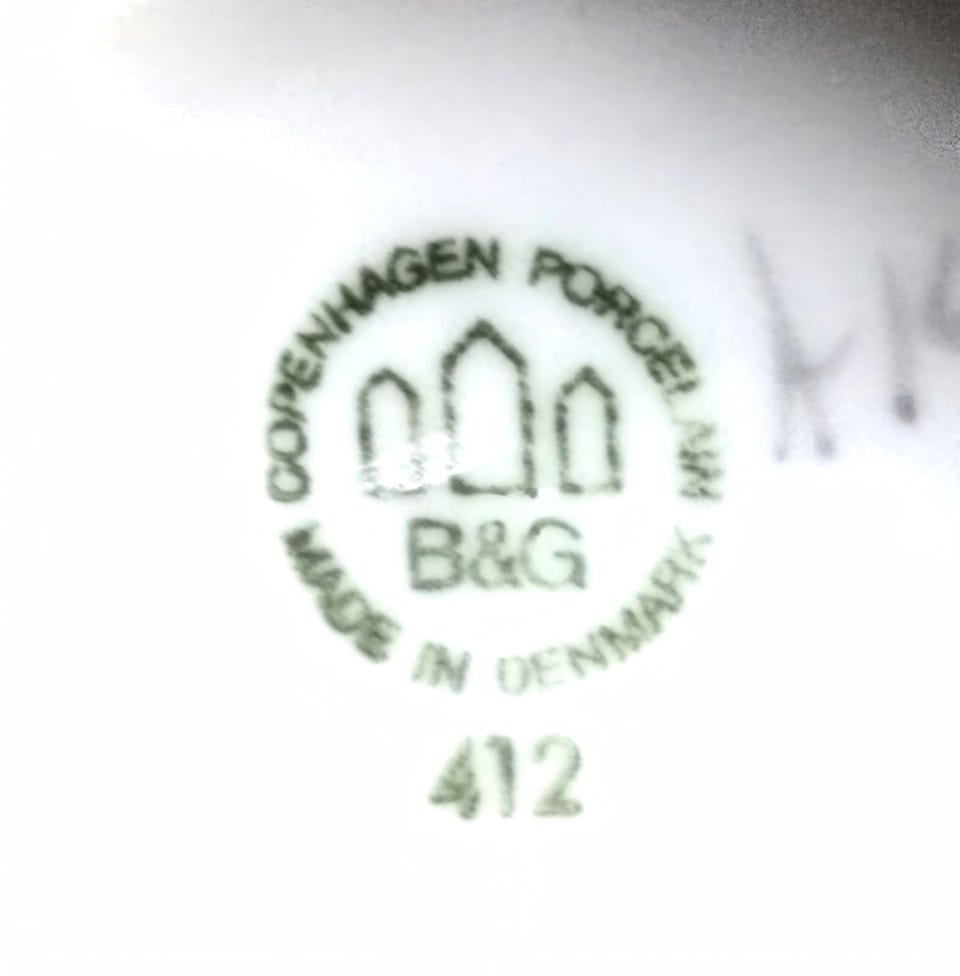 COPENHAGEN PORCELAIN
B&G
MADE IN DENMARK
412